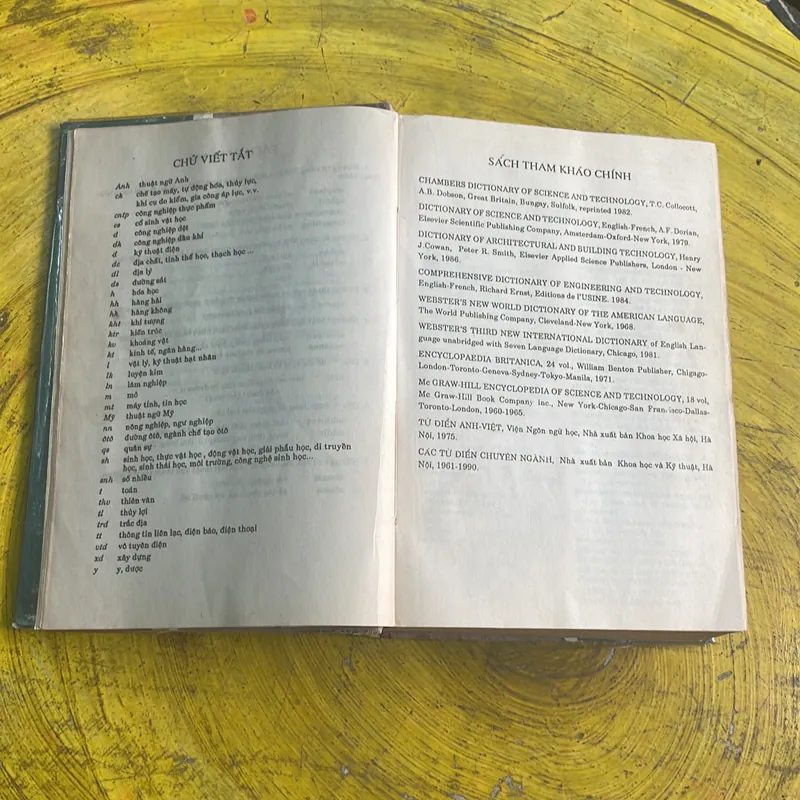 CHỮ VIẾT TẮT
Anh thuật ngữ Anh
ck chế tạo máy, tự động hóa, thủy lực,
khí cụ đo kiểm, gia công áp lực, v.v.
cntp công nghiệp thực phẩm
cs cổ sinh vật học
d công nghiệp dệt
dk công nghiệp dầu khí
đ kỹ thuật điện
đc địa chất, tinh thể học, thạch học ...
đl địa lý
đs đường sắt
h hóa học
hh hàng hải
hk hàng không
kht khí tượng
ktr kiến trúc
kv khoáng vật
kt kinh tế, ngân hàng...
l vật lý, kỹ thuật hạt nhân
lk luyện kim
ln lâm nghiệp
m mỏ
mt máy tính, tin học
Mỹ thuật ngữ Mỹ
nn nông nghiệp, ngư nghiệp
ôtô đường ôtô, ngành chế tạo ôtô
qs quân sự
sh sinh học, thực vật học, động vật học, giải phẫu học, di truyền
học, sinh thái học, môi trường, công nghệ sinh học...
snh số nhiều
t toán
thv thiên văn
tl thủy lợi
trđ trắc địa
tt thông tin liên lạc, điện báo, điện thoại
vtđ vô tuyến điện
xd xây dựng
y y, dược
SÁCH THAM KHẢO CHÍNH
CHAMBERS DICTIONARY OF SCIENCE AND TECHNOLOGY, T.C. Collocott,
A.B. Dobson, Great Britain, Bungay, Sulfolk, reprinted 1982.
DICTIONARY OF SCIENCE AND TECHNOLOGY, English-French, A.F. Dorian,
Elsevier Scientific Publishing Company, Amsterdam-Oxford-New York, 1979.
DICTIONARY OF ARCHITECTURAL AND BUILDING TECHNOLOGY, Henry
J.Cowan, Peter R. Smith, Elsevier Applied Science Publishers, London - New
York, 1986.
COMPREHENSIVE DICTIONARY OF ENGINEERING AND TECHNOLOGY,
English-French, Richard Ernst, Editions de l'USINE. 1984.
WEBSTER'S NEW WORLD DICTIONARY OF THE AMERICAN LANGUAGE,
The World Publishing Company, Cleveland-New York, 1968.
WEBSTER'S THIRD NEW INTERNATIONAL DICTIONARY of English Lan-
guage unabridged with Seven Language Dictionary, Chicago, 1981.
ENCYCLOPAEDIA BRITANICA, 24 vol., William Benton Publisher, Chigago-
London-Toronto-Geneva-Sydney-Tokyo-Manila, 1971.
Mc GRAW-HILL ENCYCLOPEDIA OF SCIENCE AND TECHNOLOGY, 18 vol,
Mc Graw-Hill Book Company inc., New York-Chicago-San Francisco-Dallas-
Toronto-London, 1960-1965.
TỪ ĐIỂN ANH-VIỆT, Viện Ngôn ngữ học, Nhà xuất bản Khoa học Xã hội, Hà
Nội, 1975.
CÁC TỪ ĐIỂN CHUYÊN NGÀNH, Nhà xuất bản Khoa học và Kỹ thuật, Hà
Nội, 1961-1990.